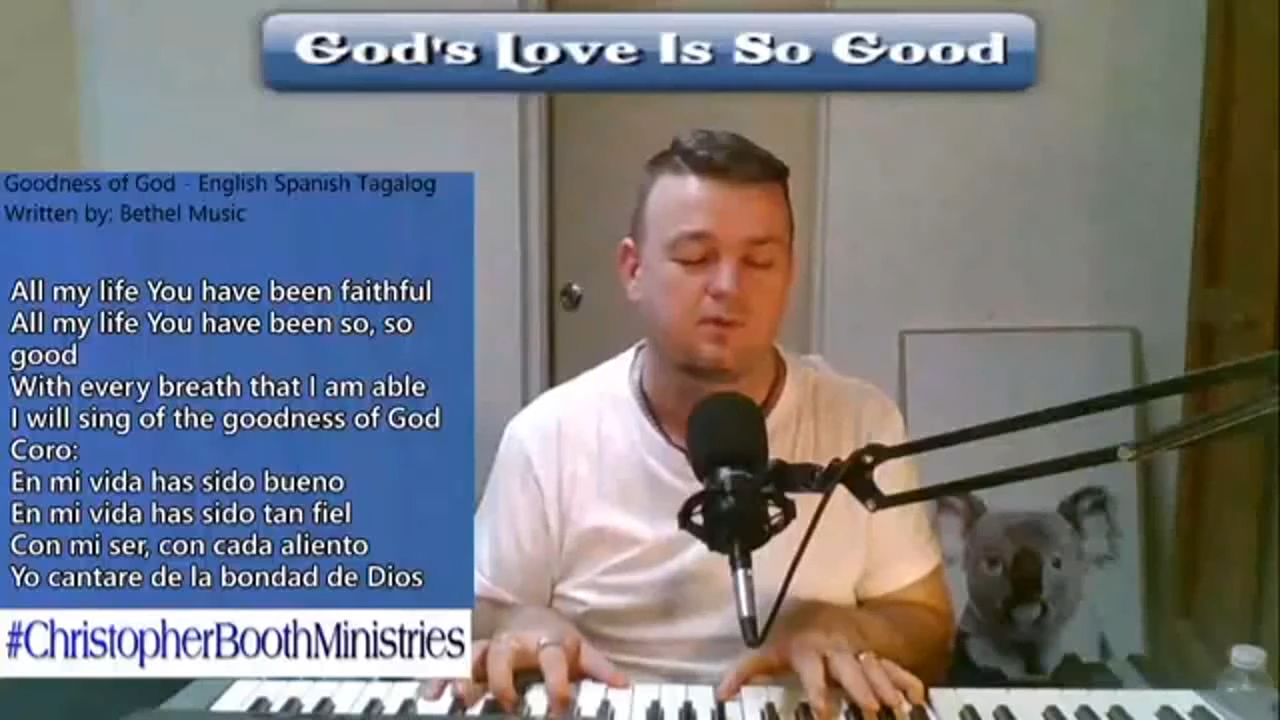 God's Love Is So Good
Goodness of God - English Spanish Tagalog
Written by: Bethel Music
All my life You have been faithful
All my life You have been so, so
good
With every breath that I am able
I will sing of the goodness of God
Coro:
En mi vida has sido bueno
En mi vida has sido tan fiel
Con mi ser, con cada aliento
Yo cantare de la bondad de Dios
#ChristopherBoothMinistries